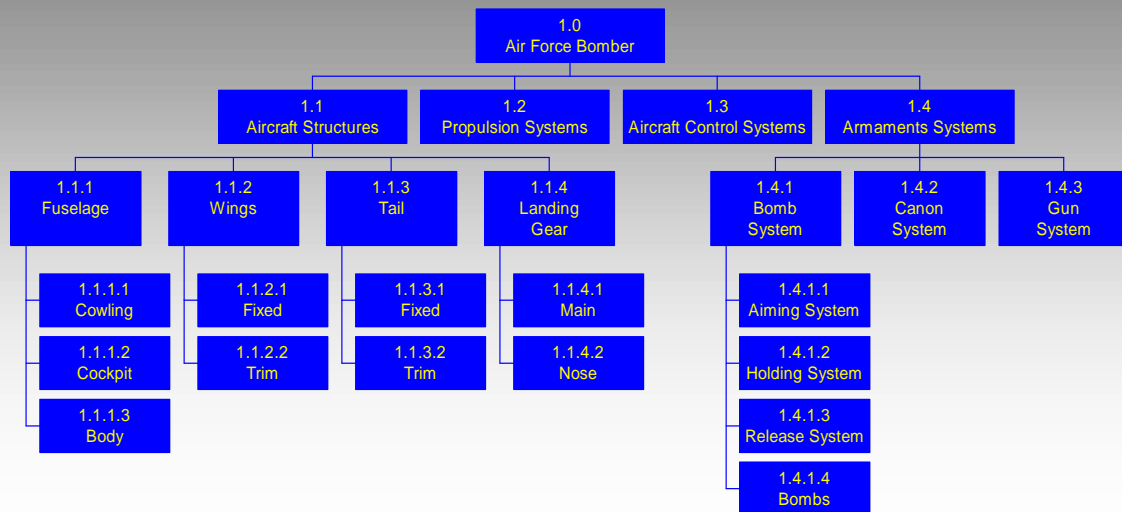 1.0
Air Force Bomber
1.1
Aircraft Structures
1.2
Propulsion Systems
1.3
Aircraft Control Systems
1.4
Armaments Systems
1.1.1
Fuselage
1.1.2
Wings
1.1.3
Tail
1.1.4
Landing
Gear
1.4.1
Bomb
System
1.4.2
Canon
System
1.4.3
Gun
System
1.1.1.1
Cowling
1.1.1.2
Cockpit
1.1.1.3
Body
1.1.2.1
Fixed
1.1.2.2
Trim
1.1.3.1
Fixed
1.1.3.2
Trim
1.1.4.1
Main
1.1.4.2
Nose
1.4.1.1
Aiming System
1.4.1.2
Holding System
1.4.1.3
Release System
1.4.1.4
Bombs